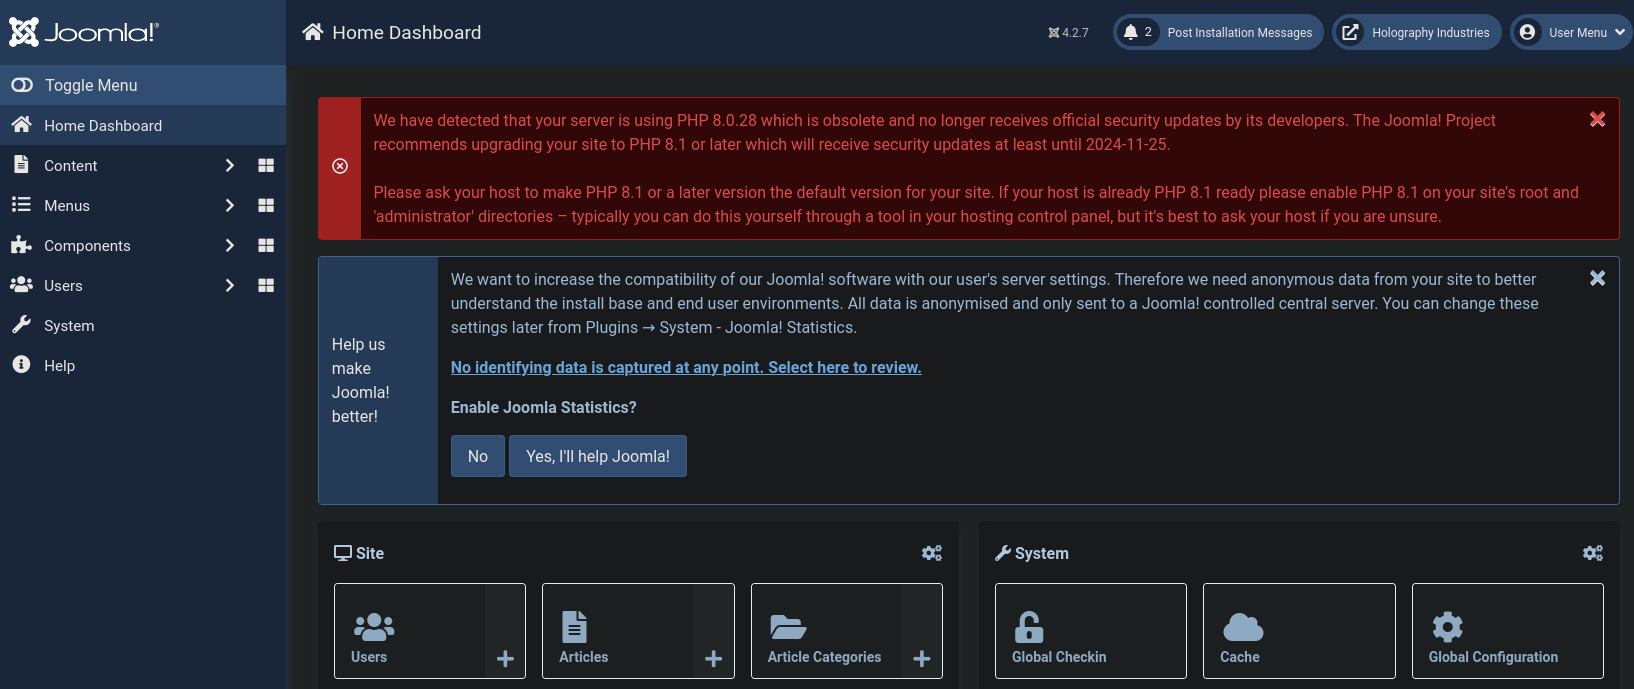 Joomla!®
Home Dashboard
4.2.7
2
Post Installation Messages
Holography Industries
User Menu
Toggle Menu
Home Dashboard
Content
Menus
Components
Users
System
Help
We have detected that your server is using PHP 8.0.28 which is obsolete and no longer receives official security updates by its developers. The Joomla! Project
recommends upgrading your site to PHP 8.1 or later which will receive security updates at least until 2024-11-25.
Please ask your host to make PHP 8.1 or a later version the default version for your site. If your host is already PHP 8.1 ready please enable PHP 8.1 on your site's root and
'administrator' directories – typically you can do this yourself through a tool in your hosting control panel, but it's best to ask your host if you are unsure.
Help us
make
Joomla!
better!
We want to increase the compatibility of our Joomla! software with our user's server settings. Therefore we need anonymous data from your site to better
understand the install base and end user environments. All data is anonymised and only sent to a Joomla! controlled central server. You can change these
settings later from Plugins → System - Joomla! Statistics.
No identifying data is captured at any point. Select here to review.
Enable Joomla Statistics?
No
Yes, I'll help Joomla!
Site
Users
Articles
Article Categories
System
Global Checkin
Cache
Global Configuration